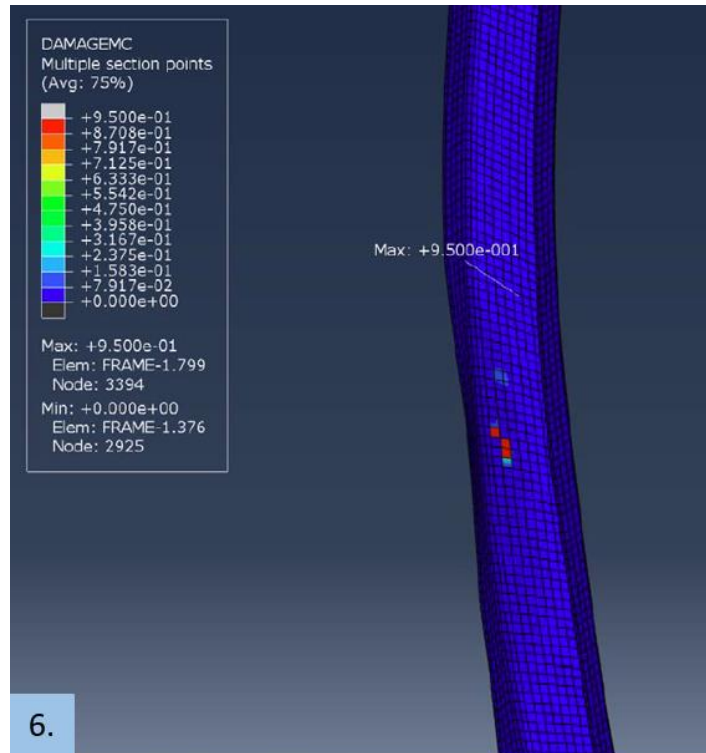 DAMAGEMC
Multiple section points
(Avg: 75%)
+9.500e-01
+8.708e-01
+7.917e-01
+7.125e-01
+6.333e-01
+5.542e-01
+4.750e-01
+3.958e-01
+3.167e-01
+2.375e-01
+1.583e-01
+7.917e-02
+0.000e+00
Max: +9.500e-01
Elem: FRAME-1.799
Node: 3394
Min: +0.000e+00
Elem: FRAME-1.376
Node: 2925
Max: +9.500e-001
6.